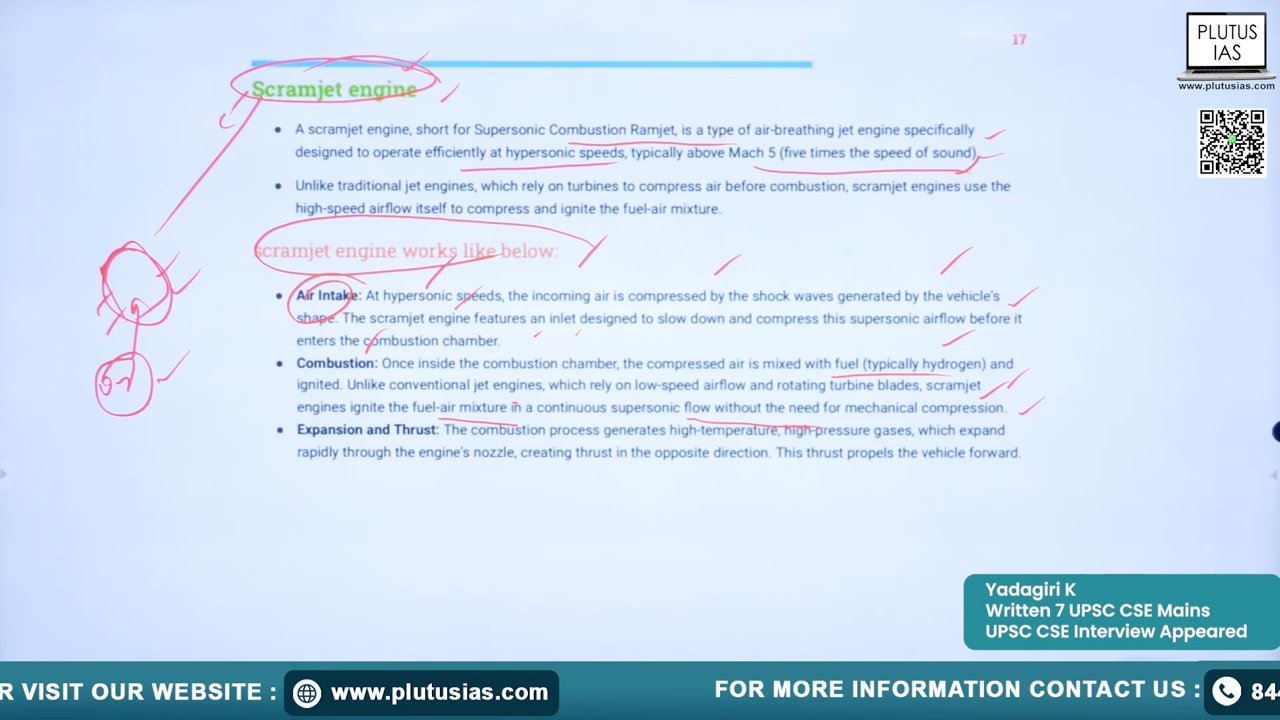 17
PLUTUS
IAS
www.plutusias.com
Scramjet engine
• A scramjet engine, short for Supersonic Combustion Ramjet, is a type of air-breathing jet engine specifically
designed to operate efficiently at hypersonic speeds, typically above Mach 5 (five times the speed of sound).
• Unlike traditional jet engines, which rely on turbines to compress air before combustion, scramjet engines use the
high-speed airflow itself to compress and ignite the fuel-air mixture.
scramjet engine works like below:
• Air Intake: At hypersonic speeds, the incoming air is compressed by the shock waves generated by the vehicle's
shape. The scramjet engine features an inlet designed to slow down and compress this supersonic airflow before it
enters the combustion chamber.
• Combustion: Once inside the combustion chamber, the compressed air is mixed with fuel (typically hydrogen) and
ignited. Unlike conventional jet engines, which rely on low-speed airflow and rotating turbine blades, scramjet
engines ignite the fuel-air mixture in a continuous supersonic flow without the need for mechanical compression.
• Expansion and Thrust: The combustion process generates high-temperature, high-pressure gases, which expand
rapidly through the engine's nozzle, creating thrust in the opposite direction. This thrust propels the vehicle forward.
Yadagiri K
Written 7 UPSC CSE Mains
UPSC CSE Interview Appeared
R VISIT OUR WEBSITE : www.plutusias.com FOR MORE INFORMATION CONTACT US : 844